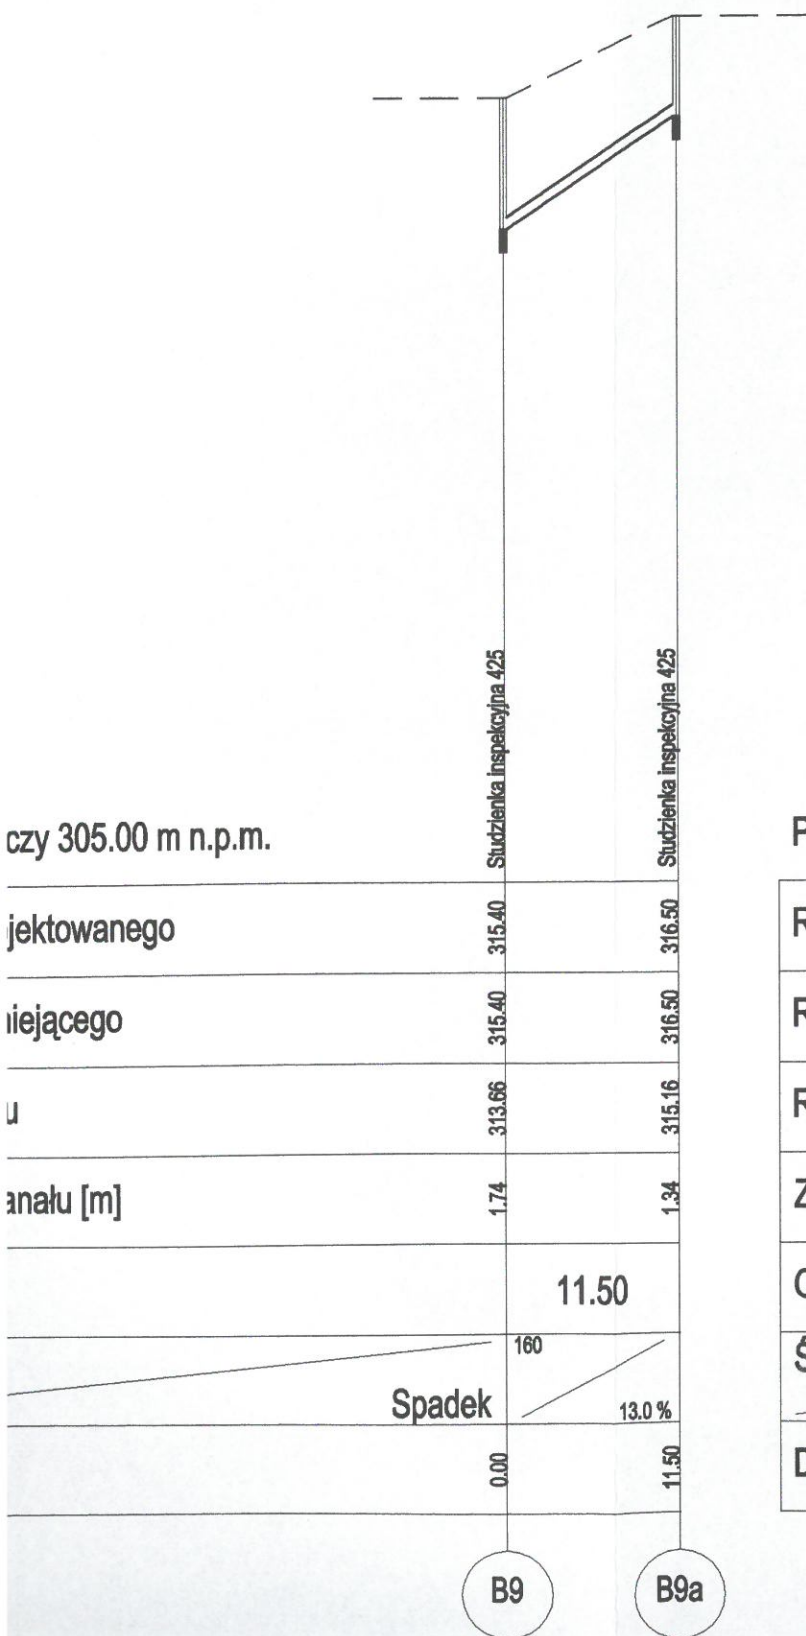 Studzienka inspekcyjna 425
Studzienka inspekcyjna 425
czy 305.00 m n.p.m.
P
jektowanego
315.40
316.50
R
niejącego
315.40
316.50
R
u
313.66
315.16
R
anału [m]
1.74
1.34
Z
11.50
160
Spadek
13.0 %
Ś
0.00
11.50
D
B9
B9a